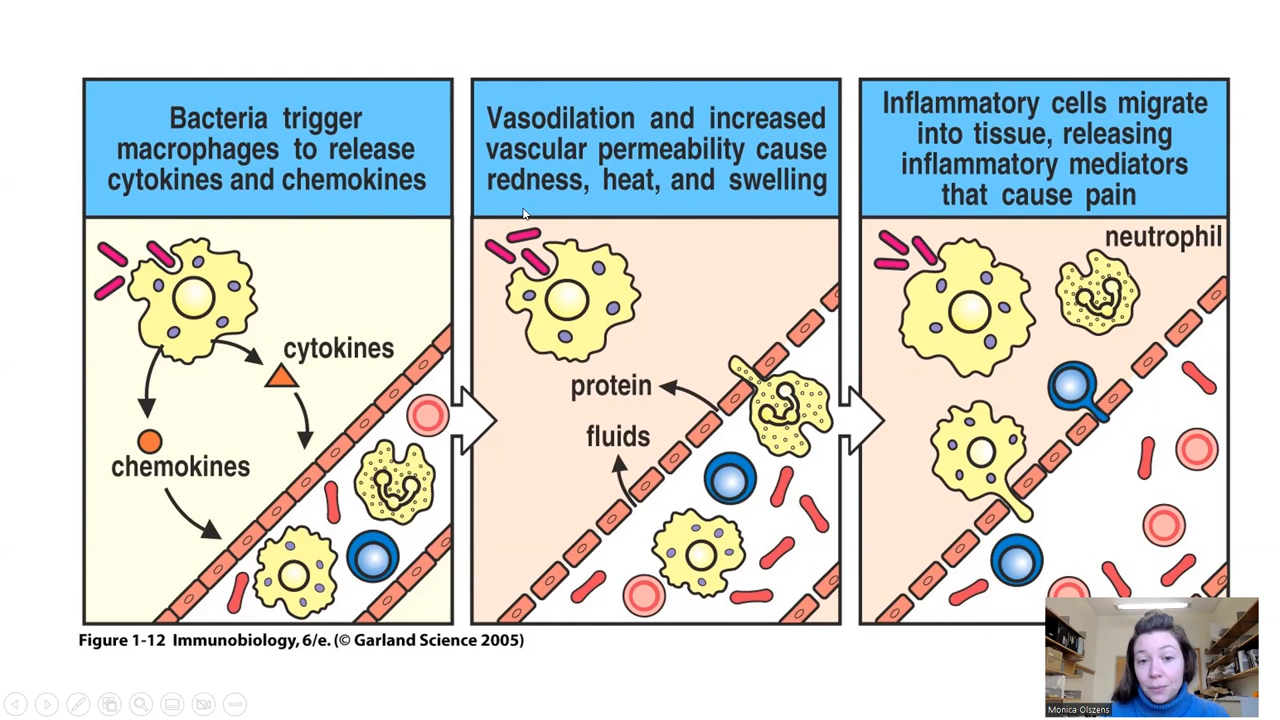 Bacteria trigger
macrophages to release
cytokines and chemokines
Vasodilation and increased
vascular permeability cause
redness, heat, and swelling
Inflammatory cells migrate
into tissue, releasing
inflammatory mediators
that cause pain
cytokines
chemokines
protein
fluids
neutrophil
Figure 1-12 Immunobiology, 6/e. (© Garland Science 2005)
Monica Olszens